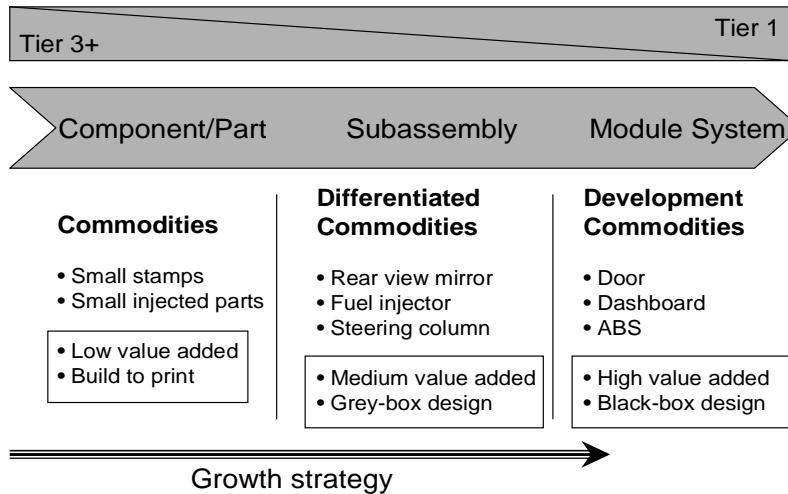 Tier 3+
Tier 1
Component/Part
Subassembly
Module System
Commodities
• Small stamps
• Small injected parts
• Low value added
• Build to print
Differentiated
Commodities
• Rear view mirror
• Fuel injector
• Steering column
• Medium value added
• Grey-box design
Development
Commodities
• Door
• Dashboard
• ABS
• High value added
• Black-box design
Growth strategy